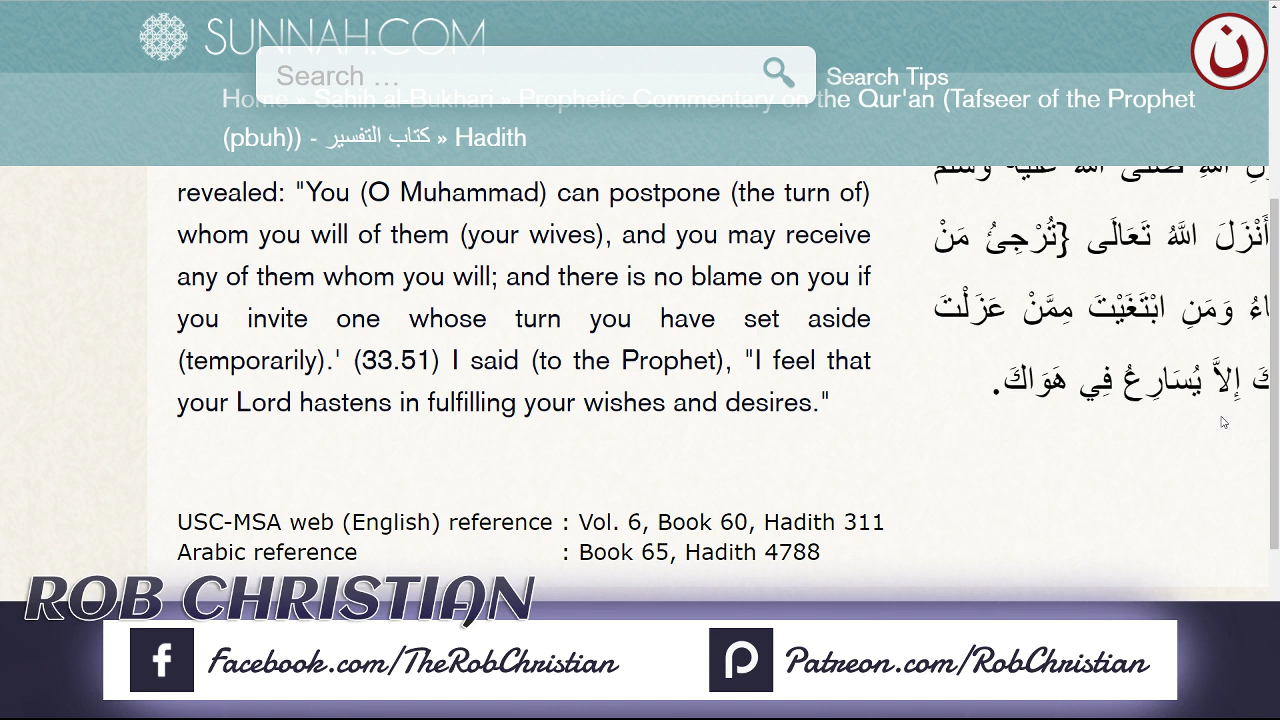 SUNNAH.COM
Search …
Search Tips
Home » Sahih al-Bukhari » Prophetic Commentary on the Qur'an (Tafseer of the Prophet
(pbuh)) - كتاب التفسير » Hadith
ن
revealed: "You (O Muhammad) can postpone (the turn of)
whom you will of them (your wives), and you may receive
any of them whom you will; and there is no blame on you if
you invite one whose turn you have set aside
(temporarily).' (33.51) I said (to the Prophet), "I feel that
your Lord hastens in fulfilling your wishes and desires."
اللهِ صلى الله عليه وسلم
أَنْزَلَ اللَّهُ تَعَالَى {تُرْجِئُ مَنْ
وَمَنِ ابْتَغَيْتَ مِمَّنْ عَزَلْتَ
إِلاَّ يُسَارِعُ فِي هَوَاكَ.
USC-MSA web (English) reference : Vol. 6, Book 60, Hadith 311
Arabic reference : Book 65, Hadith 4788
ROB CHRISTIAN
f Facebook.com/TheRobChristian
Patreon.com/RobChristian